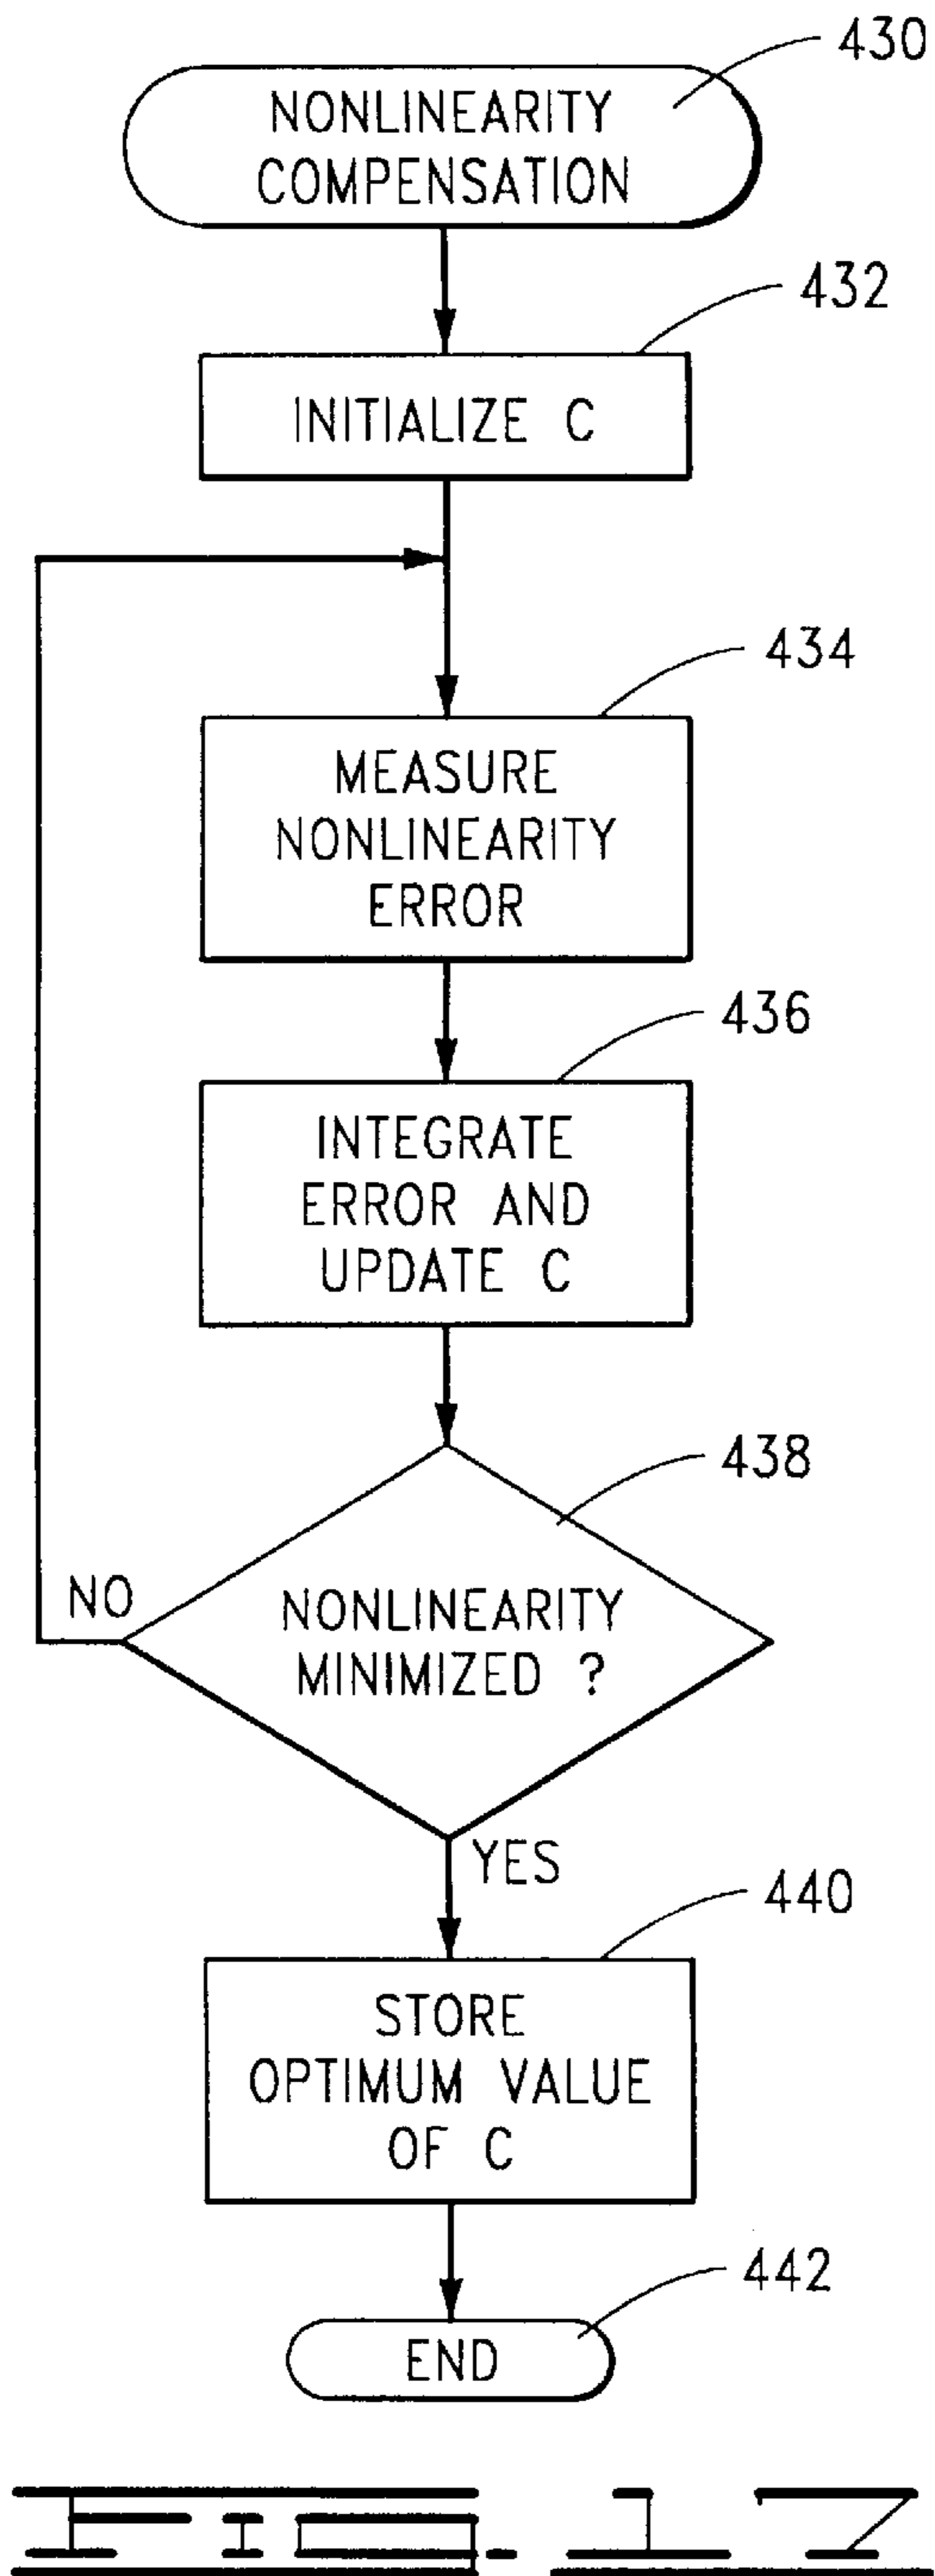 430
NONLINEARITY
COMPENSATION
432
INITIALIZE C
434
MEASURE
NONLINEARITY
ERROR
436
INTEGRATE
ERROR AND
UPDATE C
438
NO
NONLINEARITY
MINIMIZED ?
YES
440
STORE
OPTIMUM VALUE
OF C
442
END
FIG. 17